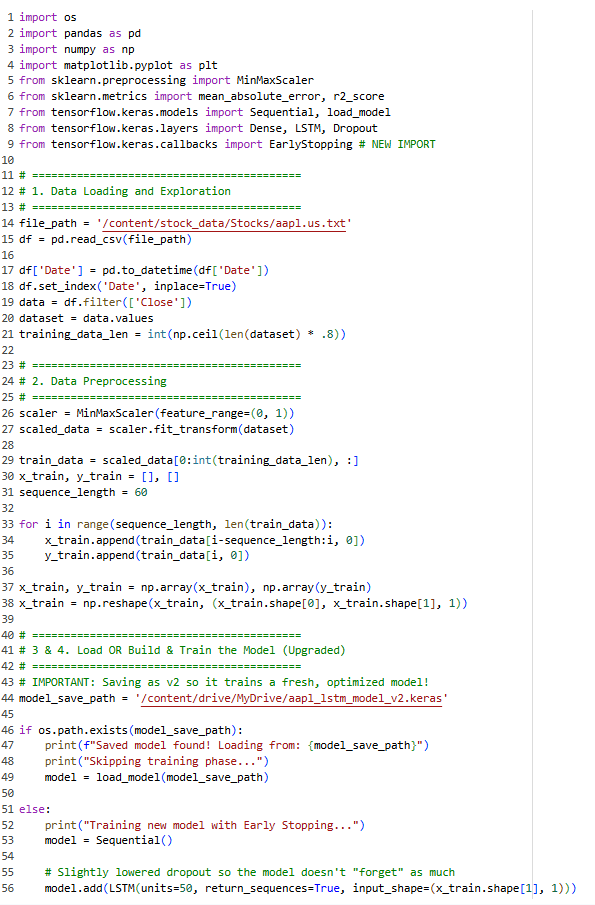 1 import os
2 import pandas as pd
3 import numpy as np
4 import matplotlib.pyplot as plt
5 from sklearn.preprocessing import MinMaxScaler
6 from sklearn.metrics import mean_absolute_error, r2_score
7 from tensorflow.keras.models import Sequential, load_model
8 from tensorflow.keras.layers import Dense, LSTM, Dropout
9 from tensorflow.keras.callbacks import EarlyStopping # NEW IMPORT
10
11 # ==========================================
12 # 1. Data Loading and Exploration
13 # ==========================================
14 file_path = '/content/stock_data/Stocks/aapl.us.txt'
15 df = pd.read_csv(file_path)
16
17 df['Date'] = pd.to_datetime(df['Date'])
18 df.set_index('Date', inplace=True)
19 data = df.filter(['Close'])
20 dataset = data.values
21 training_data_len = int(np.ceil(len(dataset) * .8))
22
23 # ==========================================
24 # 2. Data Preprocessing
25 # ==========================================
26 scaler = MinMaxScaler(feature_range=(0, 1))
27 scaled_data = scaler.fit_transform(dataset)
28
29 train_data = scaled_data[0:int(training_data_len), :]
30 x_train, y_train = [], []
31 sequence_length = 60
32
33 for i in range(sequence_length, len(train_data)):
34     x_train.append(train_data[i-sequence_length:i, 0])
35     y_train.append(train_data[i, 0])
36
37 x_train, y_train = np.array(x_train), np.array(y_train)
38 x_train = np.reshape(x_train, (x_train.shape[0], x_train.shape[1], 1))
39
40 # ==========================================
41 # 3 & 4. Load OR Build & Train the Model (Upgraded)
42 # ==========================================
43 # IMPORTANT: Saving as v2 so it trains a fresh, optimized model!
44 model_save_path = '/content/drive/MyDrive/aapl_lstm_model_v2.keras'
45
46 if os.path.exists(model_save_path):
47     print(f"Saved model found! Loading from: {model_save_path}")
48     print("Skipping training phase...")
49     model = load_model(model_save_path)
50
51 else:
52     print("Training new model with Early Stopping...")
53     model = Sequential()
54
55     # Slightly lowered dropout so the model doesn't "forget" as much
56     model.add(LSTM(units=50, return_sequences=True, input_shape=(x_train.shape[1], 1)))